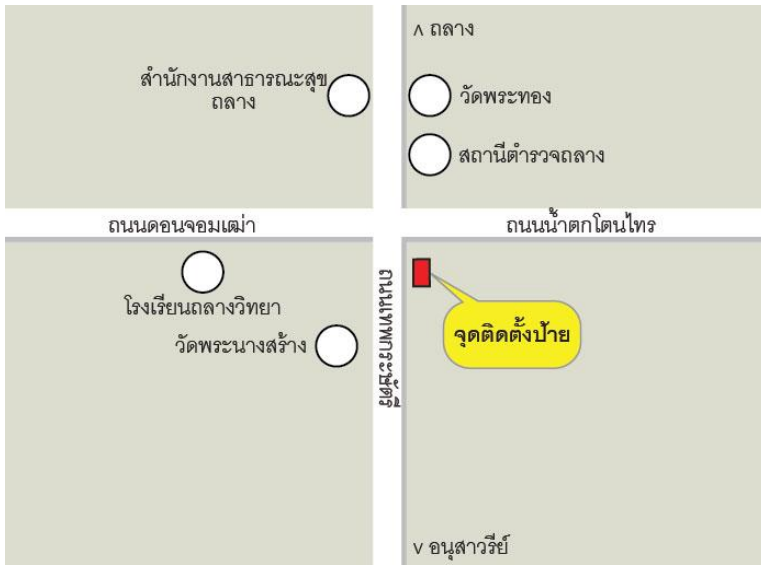 ^ ถลาง
สำนักงานสาธารณะสุข
ถลาง
วัดพระทอง
สถานีตำรวจถลาง
ถนนดอนจอมเฒ่า
ถนนน้ำตกโตนไทร
โรงเรียนถลางวิทยา
วัดพระนางสร้าง
ถนนเทพกระษัตรี
จุดติดตั้งป้าย
v อนุสาวรีย์